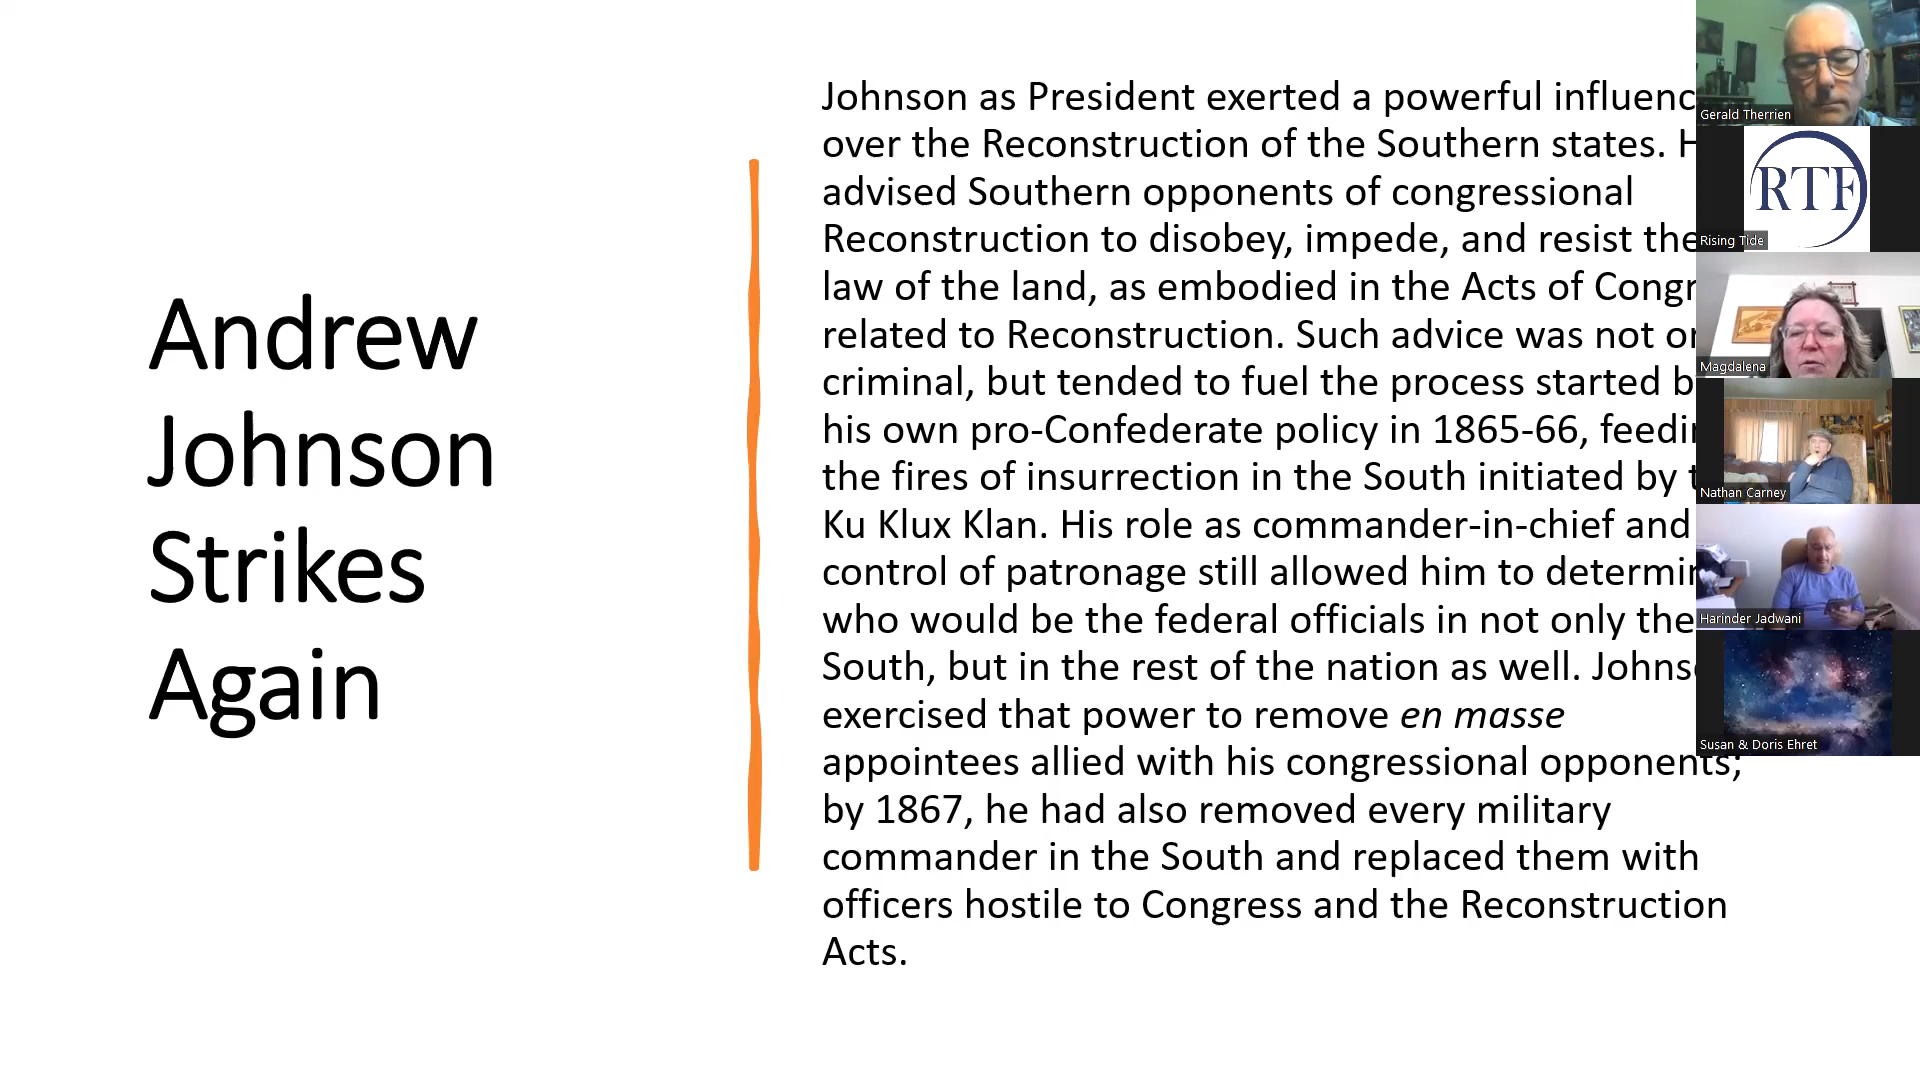 Andrew
Johnson
Strikes
Again
Johnson as President exerted a powerful
over the Reconstruction of the Southern states.
advised Southern opponents of congressional
Reconstruction to disobey, impede, and resist the
law of the land, as embodied in the Acts of
related to Reconstruction. Such advice was not
criminal, but tended to fuel the process started
his own pro-Confederate policy in 1865-66,
the fires of insurrection in the South initiated by
Ku Klux Klan. His role as commander-in-chief and
control of patronage still allowed him to
who would be the federal officials in not only the
South, but in the rest of the nation as well.
exercised that power to remove en masse
appointees allied with his congressional opponents;
by 1867, he had also removed every military
commander in the South and replaced them with
officers hostile to Congress and the Reconstruction
Acts.
Gerald Therrien
RTF
Rising Tide
Magdalena
Nathan Carney
Harinder Jadwani
Susan & Doris Ehret